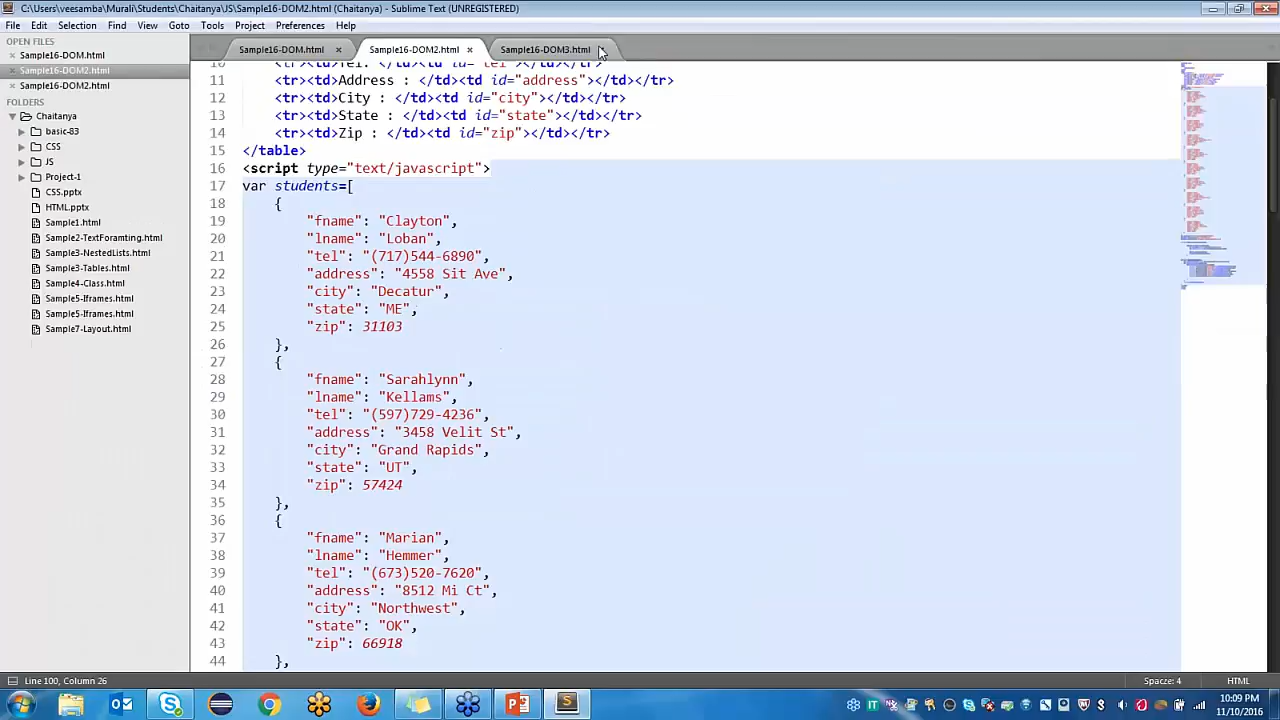 C:\Users\veesamba\Murali\Students\Chaitanya\JS\Sample16-DOM2.html (Chaitanya) - Sublime Text (UNREGISTERED)
File Edit Selection Find View Goto Tools Project Preferences Help
OPEN FILES
Sample16-DOM.html
Sample16-DOM2.html
Sample16-DOM2.html
FOLDERS
Chaitanya
basic-83
CSS
JS
Project-1
CSS.pptx
HTML.pptx
Sample1.html
Sample2-TextForamting.html
Sample3-NestedLists.html
Sample3-Tables.html
Sample4-Class.html
Sample5-Iframes.html
Sample5-Iframes.html
Sample7-Layout.html
Sample16-DOM.html Sample16-DOM2.html Sample16-DOM3.html
10 <tr><td>Tel: </td><td id="tel"></td></tr>
11 <tr><td>Address : </td><td id="address"></td></tr>
12 <tr><td>City : </td><td id="city"></td></tr>
13 <tr><td>State : </td><td id="state"></td></tr>
14 <tr><td>Zip : </td><td id="zip"></td></tr>
15 </table>
16 <script type="text/javascript">
17 var students=[
18 {
19 "fname": "Clayton",
20 "lname": "Loban",
21 "tel": "(717)544-6890",
22 "address": "4558 Sit Ave",
23 "city": "Decatur",
24 "state": "ME",
25 "zip": 31103
26 },
27 {
28 "fname": "Sarahlynn",
29 "lname": "Kellams",
30 "tel": "(597)729-4236",
31 "address": "3458 Velit St",
32 "city": "Grand Rapids",
33 "state": "UT",
34 "zip": 57424
35 },
36 {
37 "fname": "Marian",
38 "lname": "Hemmer",
39 "tel": "(673)520-7620",
40 "address": "8512 Mi Ct",
41 "city": "Northwest",
42 "state": "OK",
43 "zip": 66918
44 },
Line 100, Column 26
Spaces: 4 HTML
10:09 PM
11/10/2016